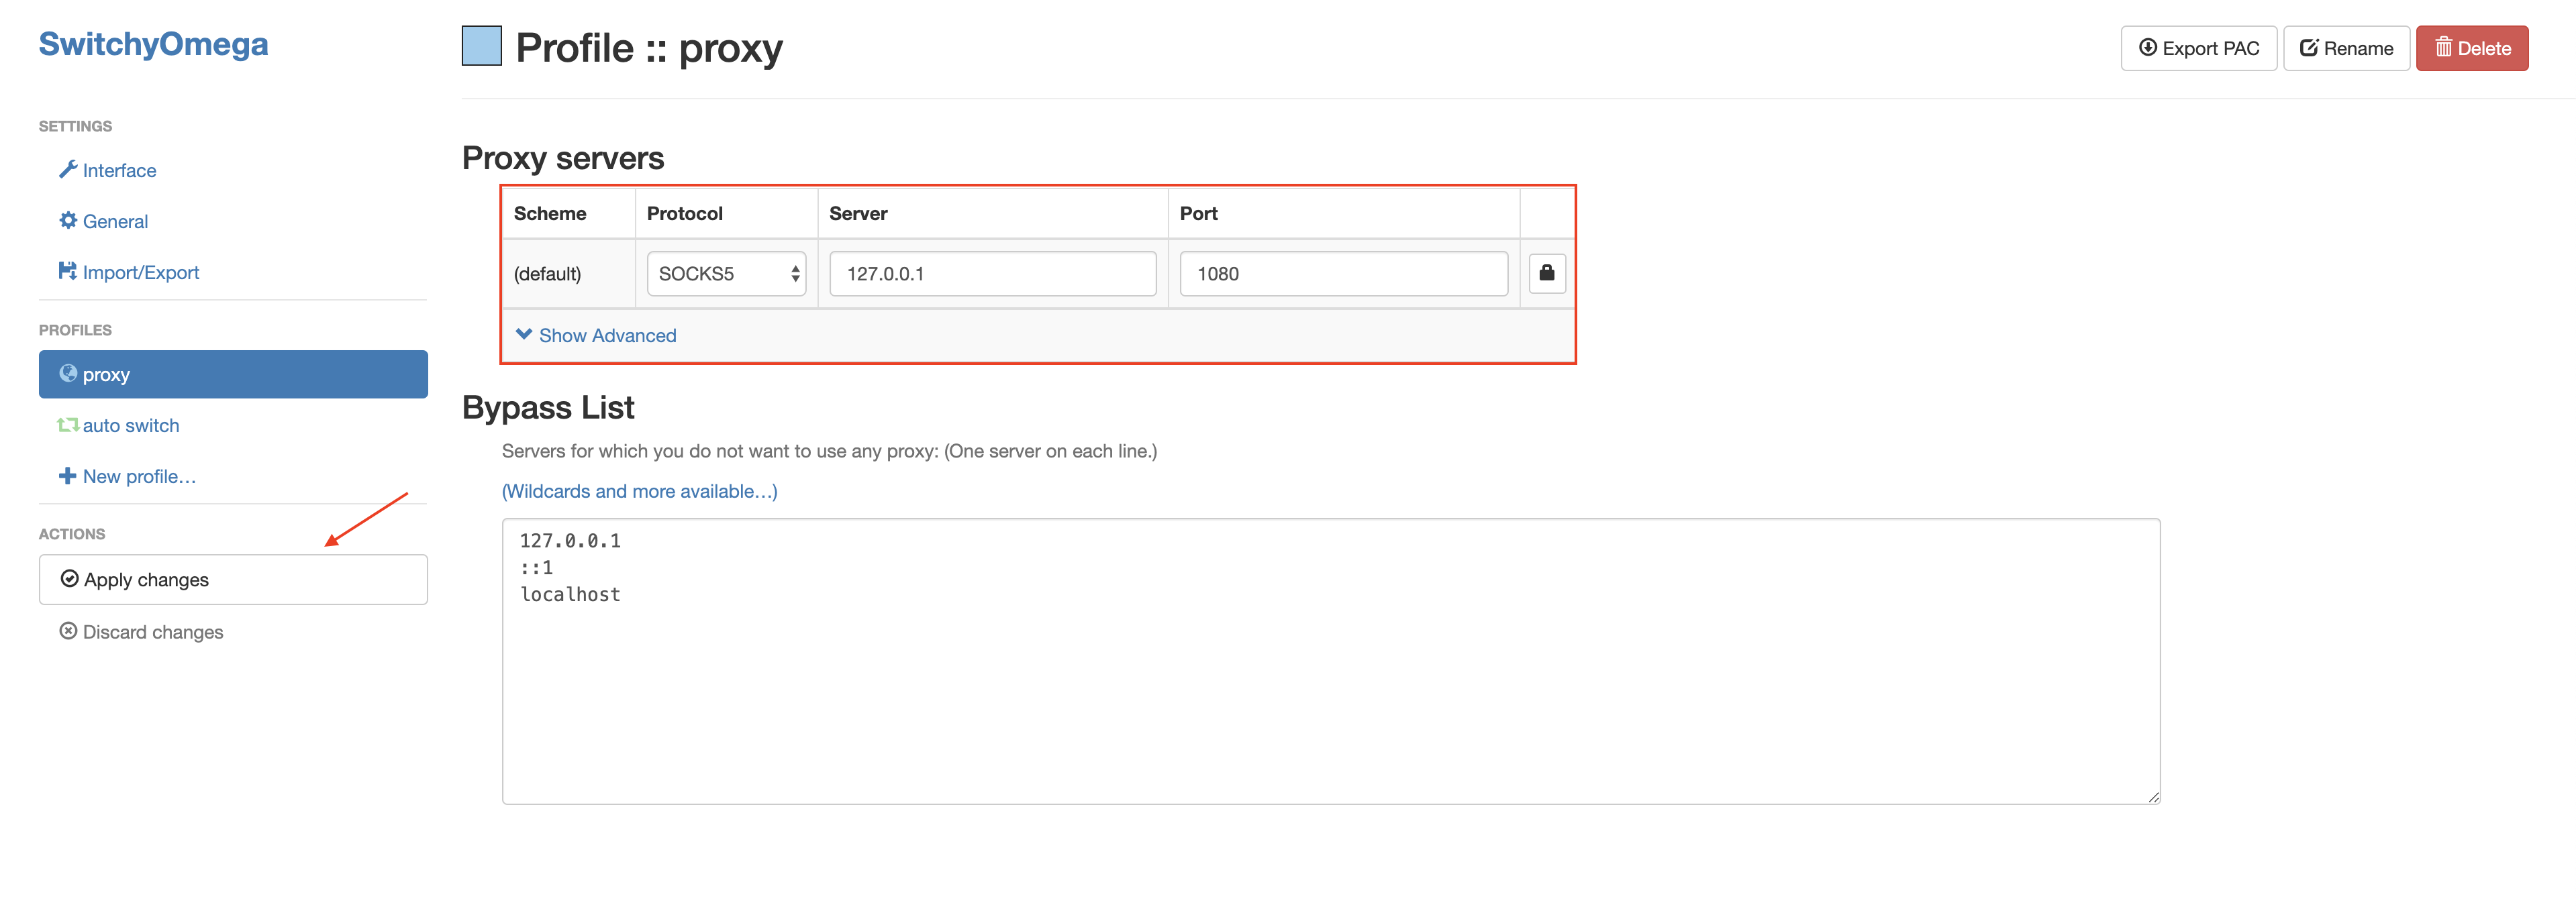 SwitchyOmega
SETTINGS
Interface
General
Import/Export
PROFILES
proxy
auto switch
New profile…
ACTIONS
Apply changes
Discard changes
Profile :: proxy
Export PAC
Rename
Delete
Proxy servers
Scheme Protocol Server Port
(default) SOCKS5 127.0.0.1 1080
Show Advanced
Bypass List
Servers for which you do not want to use any proxy: (One server on each line.)
(Wildcards and more available…)
127.0.0.1
::1
localhost